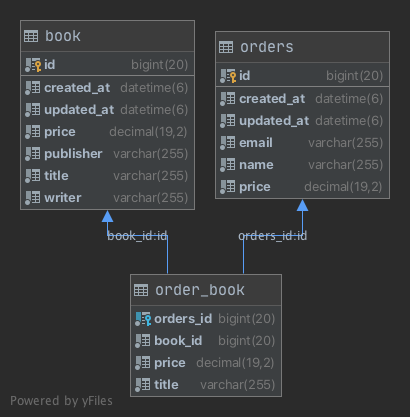 book
id bigint(20)
created_at datetime(6)
updated_at datetime(6)
price decimal(19,2)
publisher varchar(255)
title varchar(255)
writer varchar(255)
orders
id bigint(20)
created_at datetime(6)
updated_at datetime(6)
email varchar(255)
name varchar(255)
price decimal(19,2)
book_id:id
orders_id:id
order_book
orders_id bigint(20)
book_id bigint(20)
price decimal(19,2)
title varchar(255)
Powered by yFiles